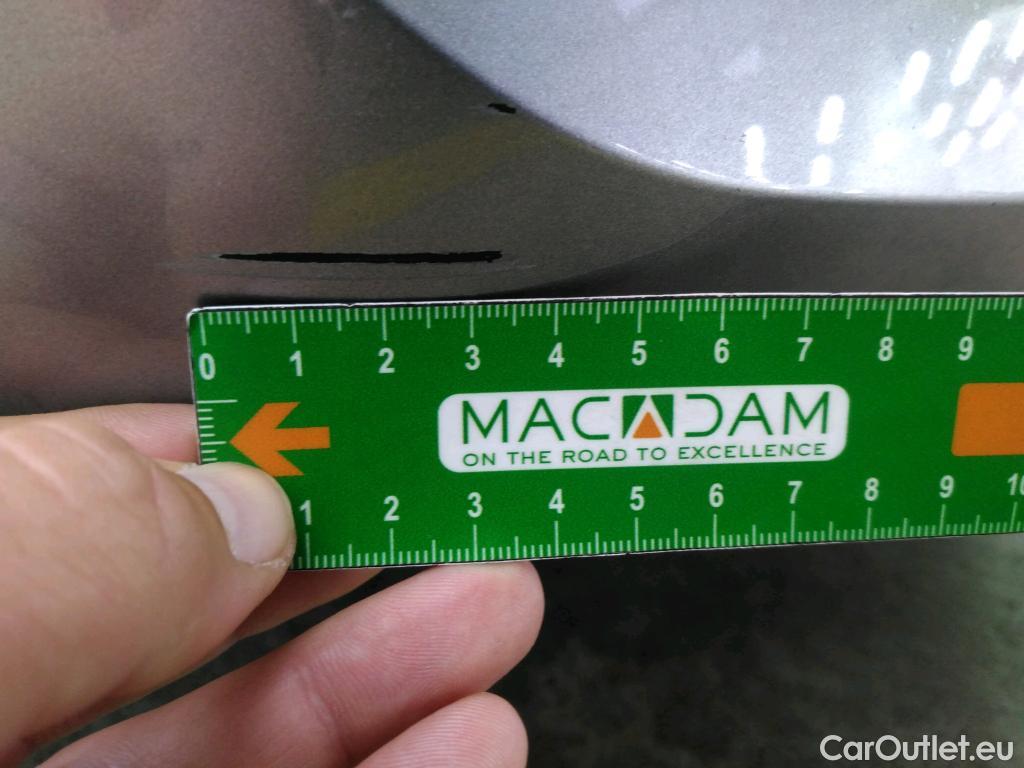 0 1 2 3 4 5 6 7 8 9
MACADAM
ON THE ROAD TO EXCELLENCE
1 2 3 4 5 6 7 8 9 10
CarOutlet.eu